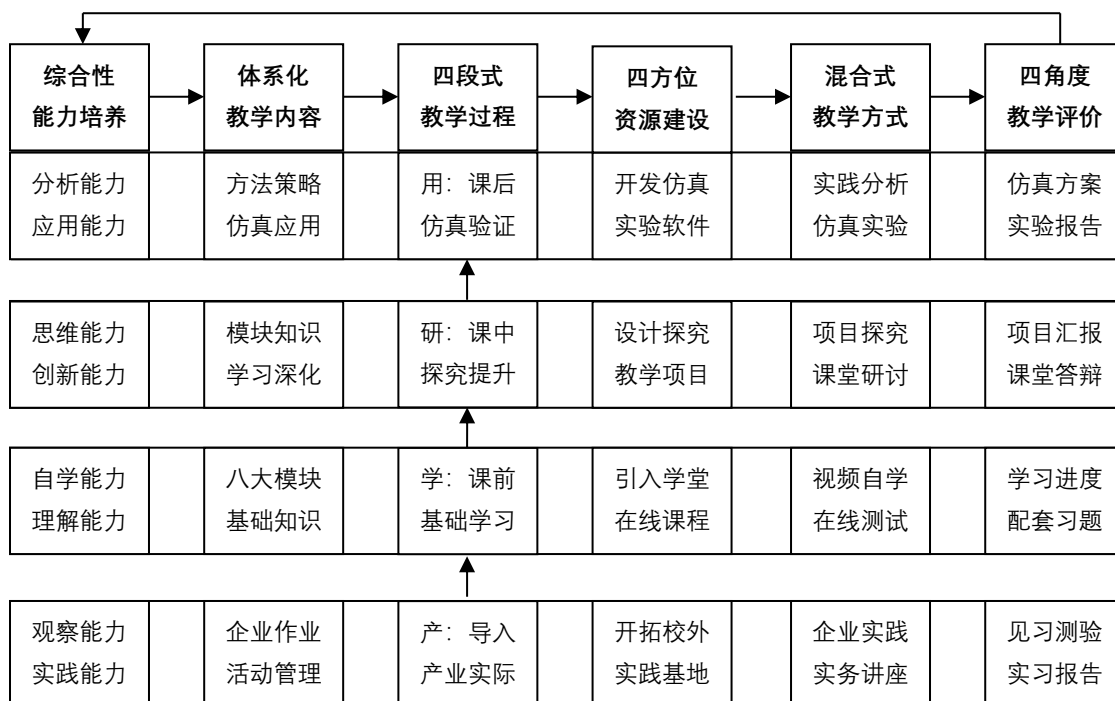 综合性
能力培养
体系化
教学内容
四段式
教学过程
四方位
资源建设
混合式
教学方式
四角度
教学评价
分析能力
应用能力
方法策略
仿真应用
用：课后
仿真验证
开发仿真
实验软件
实践分析
仿真实验
仿真方案
实验报告
思维能力
创新能力
模块知识
学习深化
研：课中
探究提升
设计探究
教学项目
项目探究
课堂研讨
项目汇报
课堂答辩
自学能力
理解能力
八大模块
基础知识
学：课前
基础学习
引入学堂
在线课程
视频自学
在线测试
学习进度
配套习题
观察能力
实践能力
企业作业
活动管理
产：导入
产业实际
开拓校外
实践基地
企业实践
实务讲座
见习测验
实习报告